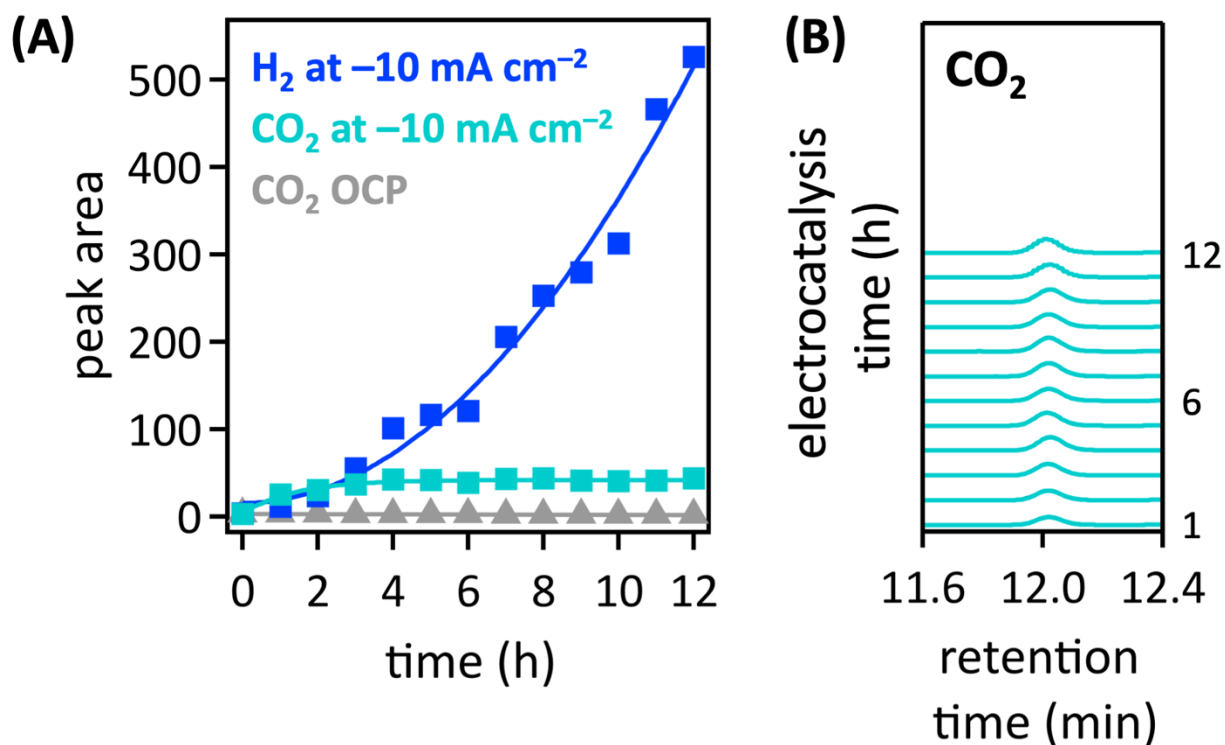 (A)
H₂ at –10 mA cm⁻²
CO₂ at –10 mA cm⁻²
CO₂ OCP
peak area
500
400
300
200
100
0
0 2 4 6 8 10 12
time (h)
(B)
CO₂
electrocatalysis
time (h)
12
6
1
11.6 12.0 12.4
retention
time (min)